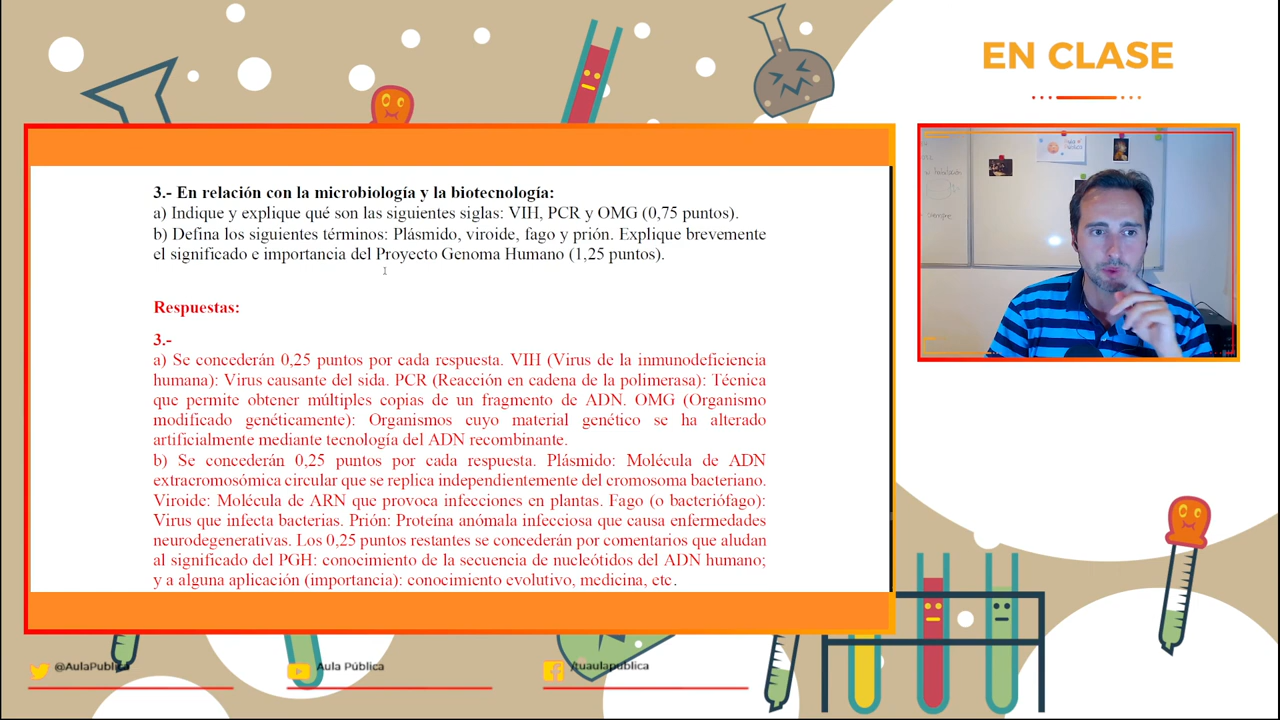 EN CLASE
3.- En relación con la microbiología y la biotecnología:
a) Indique y explique qué son las siguientes siglas: VIH, PCR y OMG (0,75 puntos).
b) Defina los siguientes términos: Plásmido, viroide, fago y prión. Explique brevemente
el significado e importancia del Proyecto Genoma Humano (1,25 puntos).
Respuestas:
3.-
a) Se concederán 0,25 puntos por cada respuesta. VIH (Virus de la inmunodeficiencia
humana): Virus causante del sida. PCR (Reacción en cadena de la polimerasa): Técnica
que permite obtener múltiples copias de un fragmento de ADN. OMG (Organismo
modificado genéticamente): Organismos cuyo material genético se ha alterado
artificialmente mediante tecnología del ADN recombinante.
b) Se concederán 0,25 puntos por cada respuesta. Plásmido: Molécula de ADN
extracromosómica circular que se replica independientemente del cromosoma bacteriano.
Viroide: Molécula de ARN que provoca infecciones en plantas. Fago (o bacteriófago):
Virus que infecta bacterias. Prión: Proteína anómala infecciosa que causa enfermedades
neurodegenerativas. Los 0,25 puntos restantes se concederán por comentarios que aludan
al significado del PGH: conocimiento de la secuencia de nucleótidos del ADN humano;
y a alguna aplicación (importancia): conocimiento evolutivo, medicina, etc.
@AulaPublica
Aula Pública
/tuaulapublica